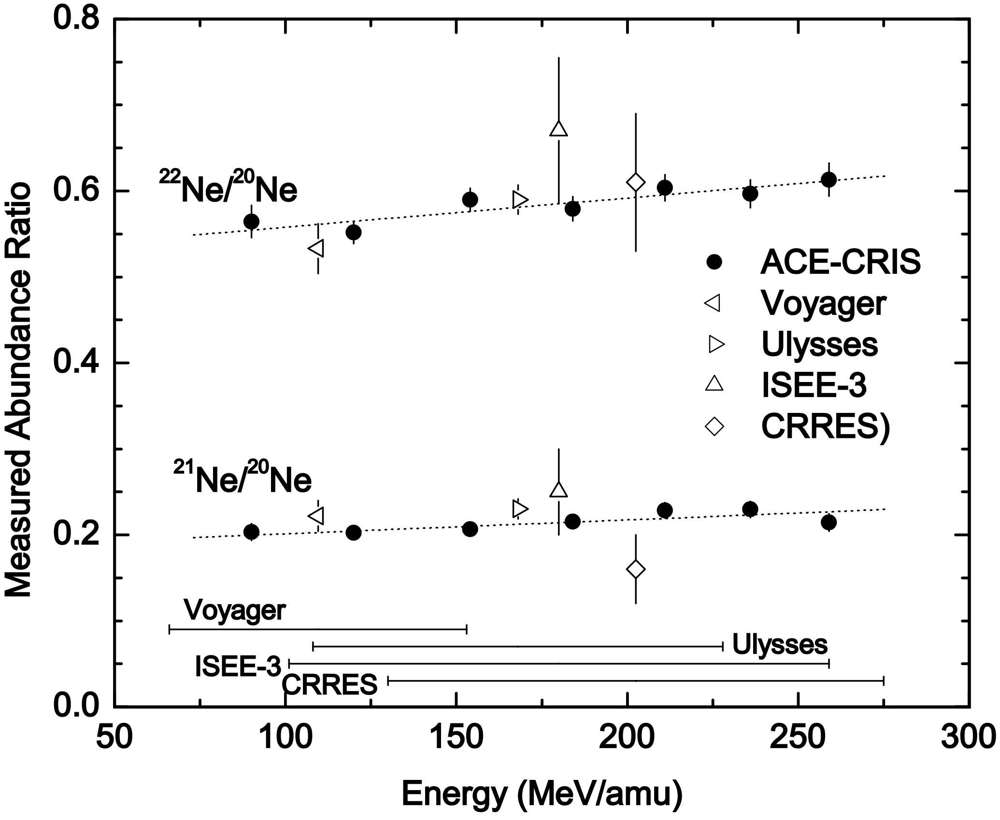 0.8
0.6
0.4
0.2
0.0
Measured Abundance Ratio
²²Ne/²⁰Ne
ACE-CRIS
Voyager
Ulysses
ISEE-3
CRRES)
²¹Ne/²⁰Ne
Voyager
Ulysses
ISEE-3
CRRES
50 100 150 200 250 300
Energy (MeV/amu)